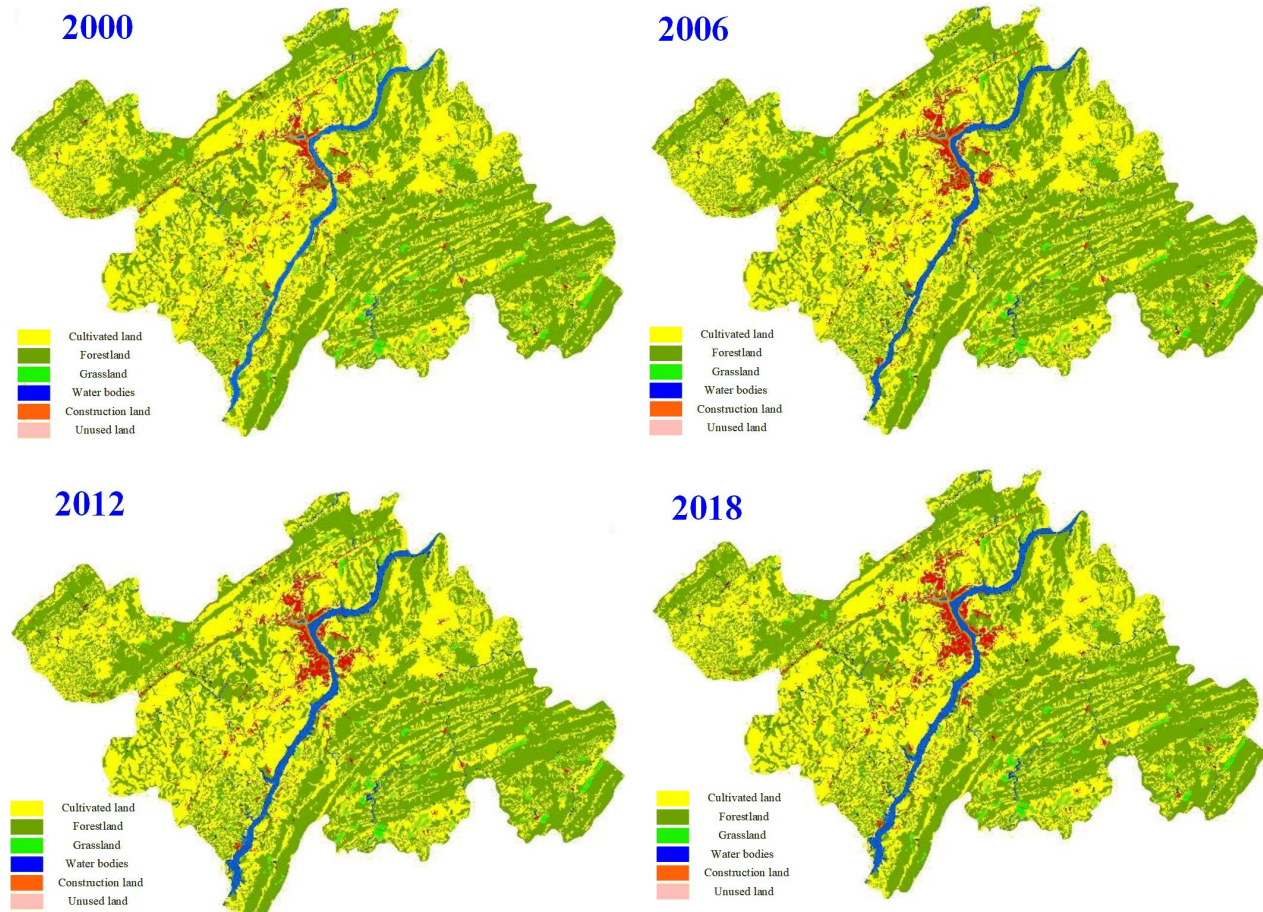 2000
Cultivated land
Forestland
Grassland
Water bodies
Construction land
Unused land
2006
Cultivated land
Forestland
Grassland
Water bodies
Construction land
Unused land
2012
Cultivated land
Forestland
Grassland
Water bodies
Construction land
Unused land
2018
Cultivated land
Forestland
Grassland
Water bodies
Construction land
Unused land